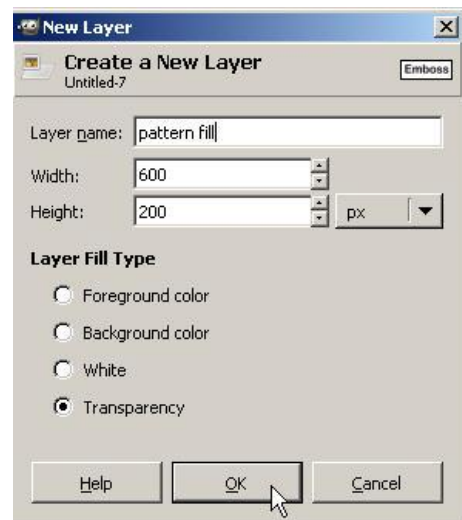 New Layer
Create a New Layer
Untitled-7
Emboss
Layer name: pattern fill
Width: 600
Height: 200 px
Layer Fill Type
Foreground color
Background color
White
Transparency
Help OK Cancel